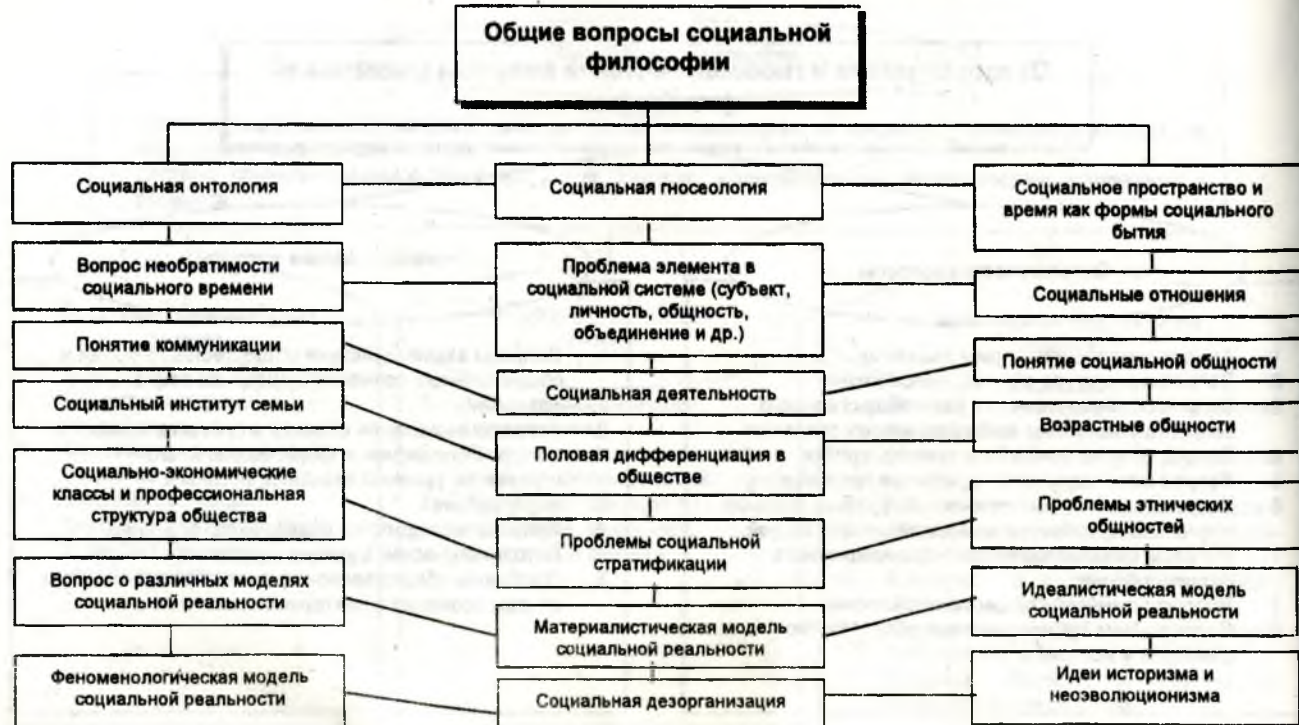 Общие вопросы социальной
философии
Социальная онтология
Социальная гносеология
Социальное пространство и
время как формы социального
бытия
Вопрос необратимости
социального времени
Проблема элемента в
социальной системе (субъект,
личность, общность,
объединение и др.)
Социальные отношения
Понятие коммуникации
Социальная деятельность
Понятие социальной общности
Социальный институт семьи
Половая дифференциация в
обществе
Возрастные общности
Социально-экономические
классы и профессиональная
структура общества
Проблемы социальной
стратификации
Проблемы этнических
общностей
Вопрос о различных моделях
социальной реальности
Материалистическая модель
социальной реальности
Идеалистическая модель
социальной реальности
Феноменологическая модель
социальной реальности
Социальная дезорганизация
Идеи историзма и
неоэволюционизма